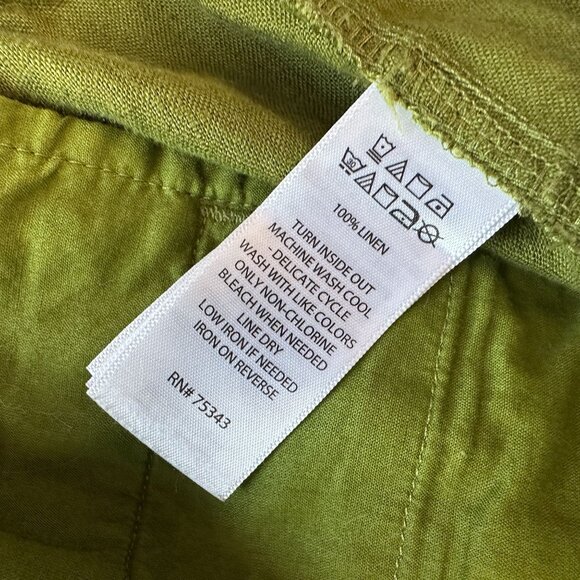 30
100% LINEN
TURN INSIDE OUT
MACHINE WASH COOL
- DELICATE CYCLE
WASH WITH LIKE COLORS
ONLY NON-CHLORINE
BLEACH WHEN NEEDED
LINE DRY
LOW IRON IF NEEDED
IRON ON REVERSE
RN# 75343